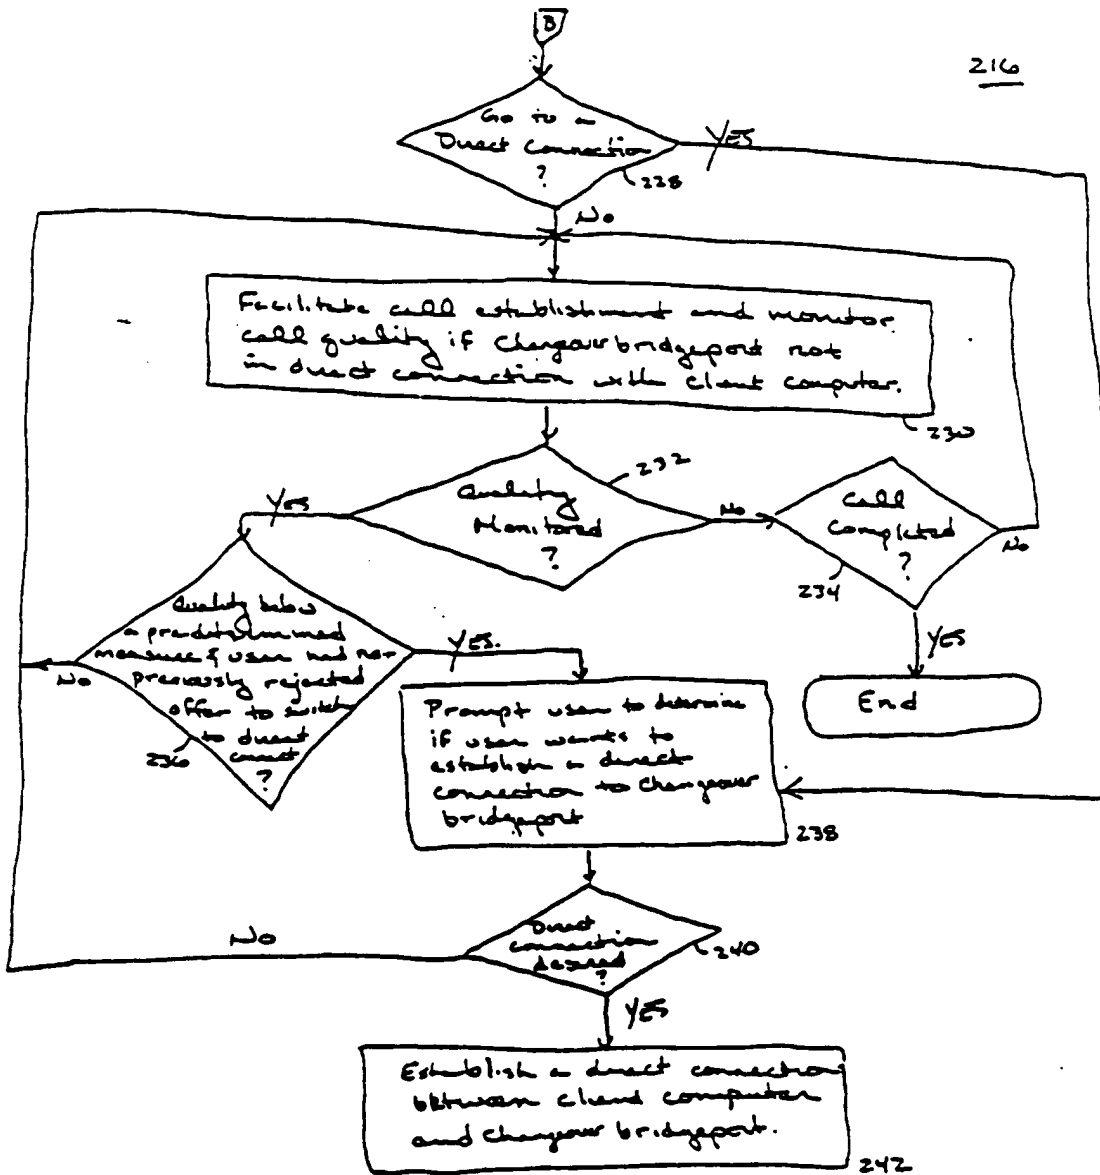 B
216
Go to a
Direct Connection
?
228
YES
No
Facilitate call establishment and monitor
call quality if changeover bridgeport not
in direct connection with client computer.
230
232
Quality
Monitored
?
YES
No
Call
Completed
?
234
No
YES
End
Quality below
a predetermined
measure & user had not
previously rejected
offer to switch
to direct
connect
?
236
No
YES.
Prompt user to determine
if user wants to
establish a direct
connection to changeover
bridgeport
238
Direct
connection
desired
?
240
No
YES
Establish a direct connection
between client computer
and changeover bridgeport.
242